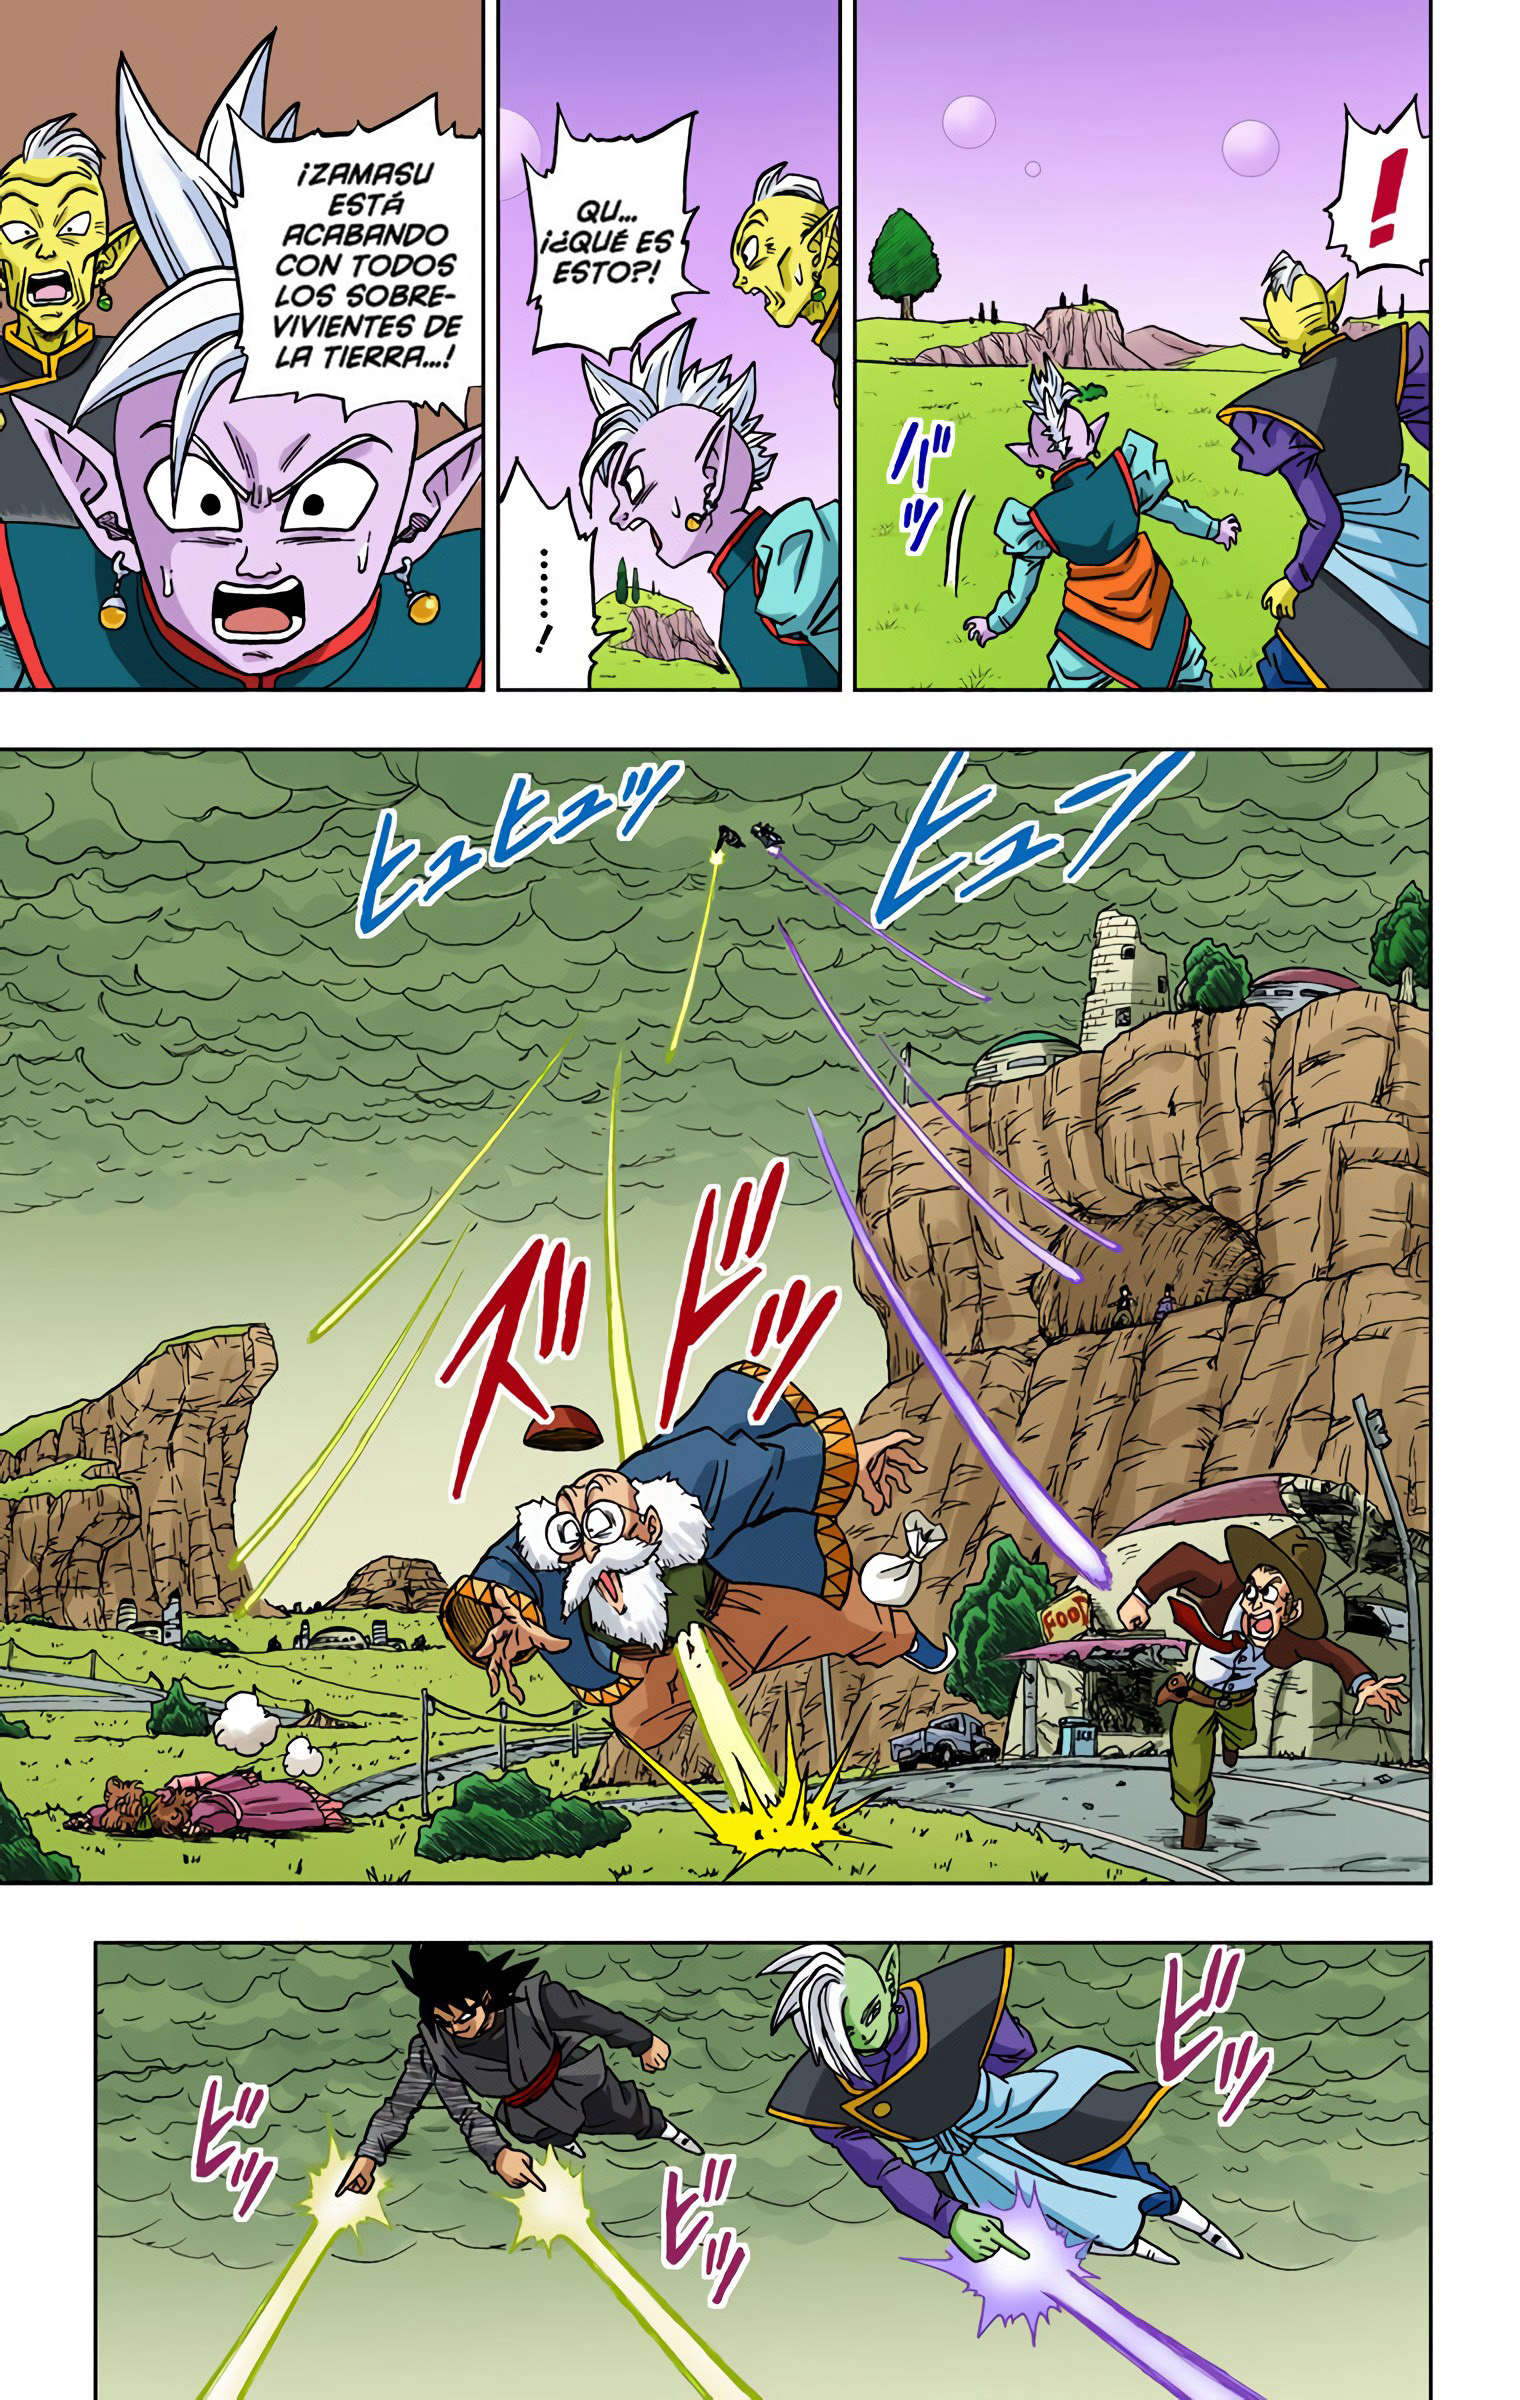 !
バッ
QU...
¡¿QUÉ ES
ESTO?!
......!
¡ZAMASU
ESTÁ
ACABANDO
CON TODOS
LOS SOBRE-
VIVIENTES DE
LA TIERRA...!
ヒュン
ヒュヒュッ
ドッ
ズ
FOOD
ビッ
ビッ
ビッ